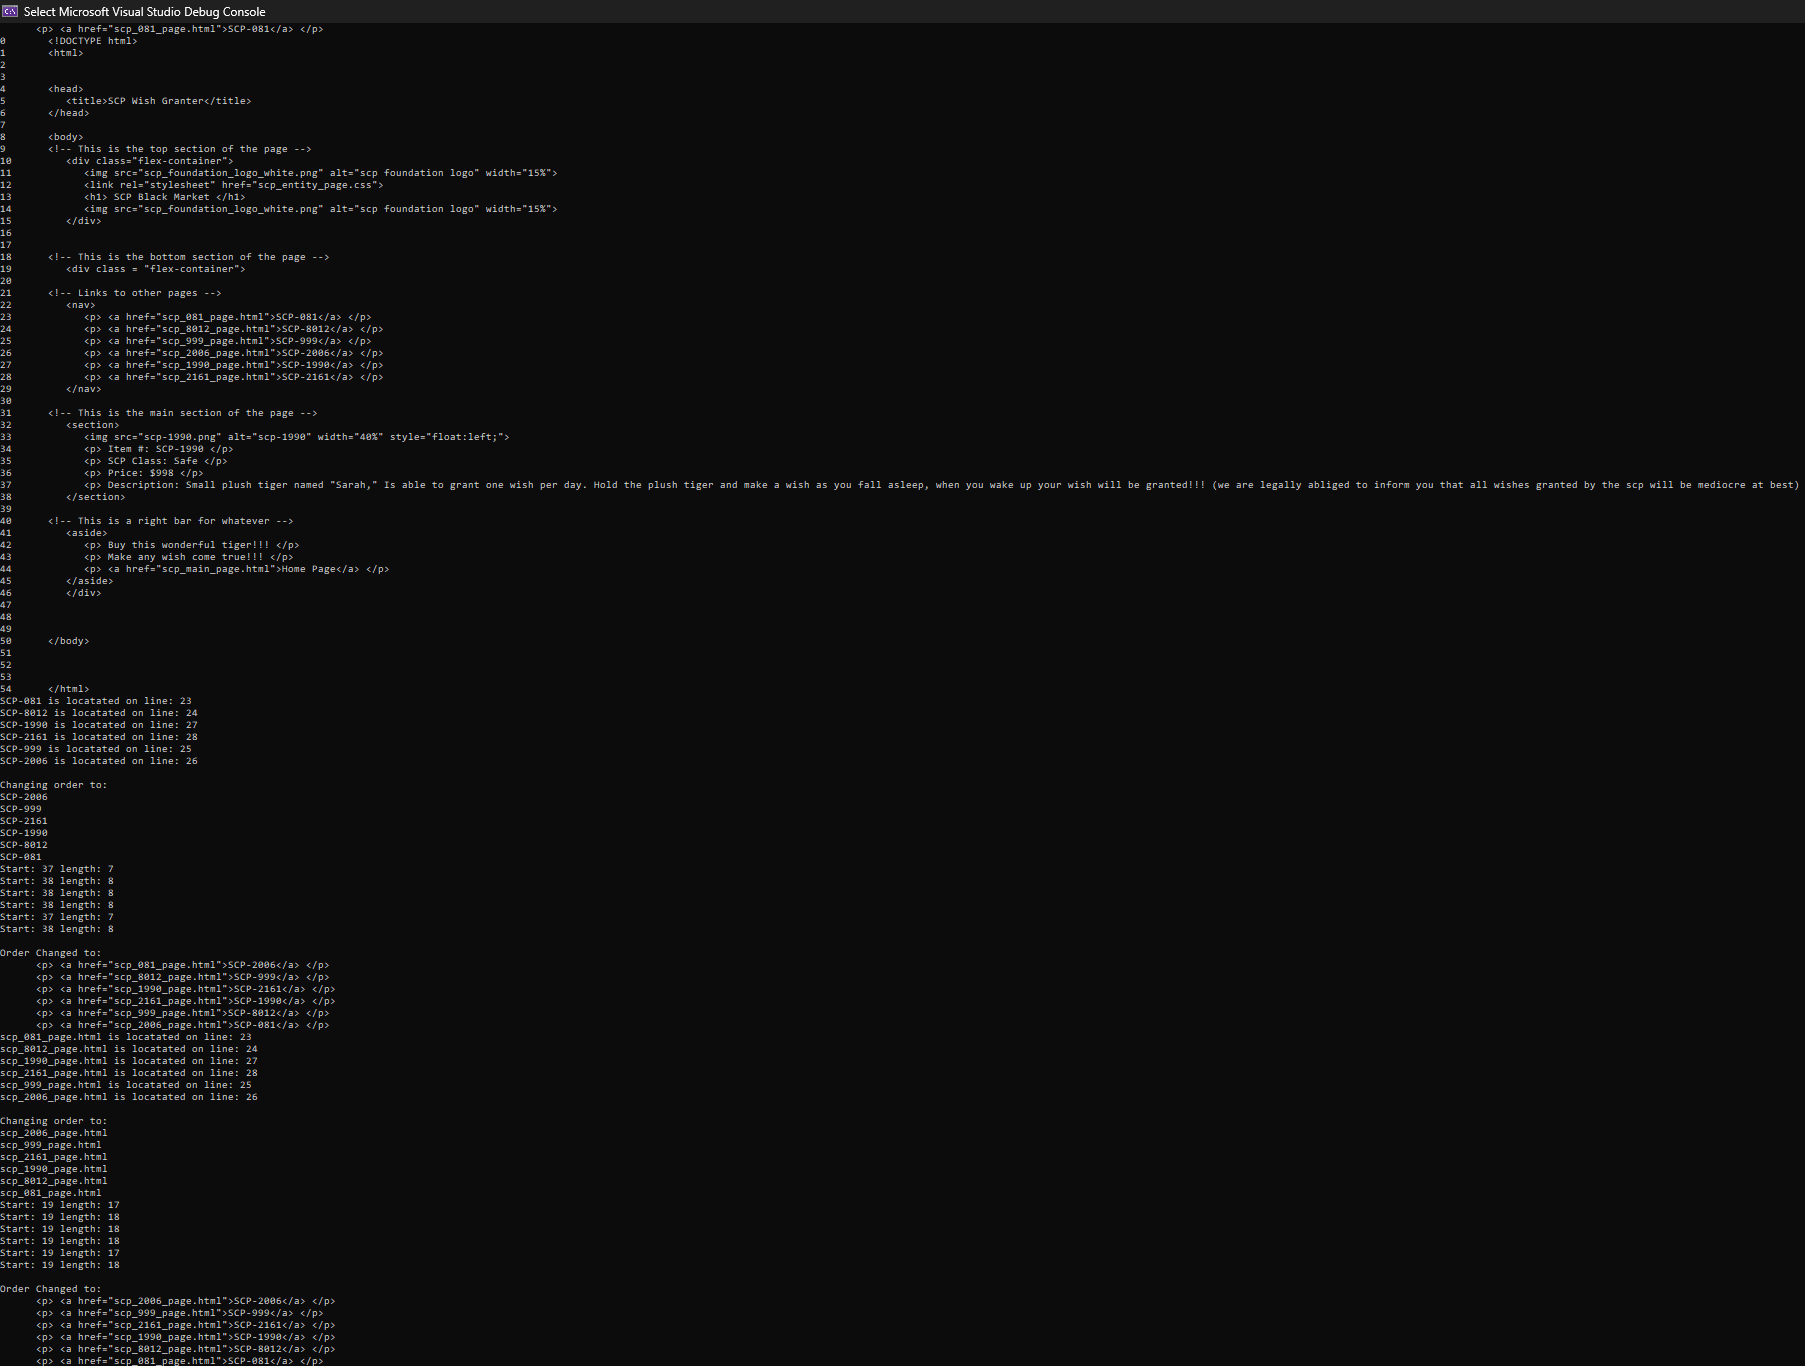 Select Microsoft Visual Studio Debug Console
<p> <a href="scp_081_page.html">SCP-081</a> </p>
0 <!DOCTYPE html>
1 <html>
2
3
4 <head>
5 <title>SCP Wish Granter</title>
6 </head>
7
8 <body>
9 <!-- This is the top section of the page -->
10 <div class="flex-container">
11 <img src="scp_foundation_logo_white.png" alt="scp foundation logo" width="15%">
12 <link rel="stylesheet" href="scp_entity_page.css">
13 <h1> SCP Black Market </h1>
14 <img src="scp_foundation_logo_white.png" alt="scp foundation logo" width="15%">
15 </div>
16
17
18 <!-- This is the bottom section of the page -->
19 <div class = "flex-container">
20
21 <!-- Links to other pages -->
22 <nav>
23 <p> <a href="scp_081_page.html">SCP-081</a> </p>
24 <p> <a href="scp_8012_page.html">SCP-8012</a> </p>
25 <p> <a href="scp_999_page.html">SCP-999</a> </p>
26 <p> <a href="scp_2006_page.html">SCP-2006</a> </p>
27 <p> <a href="scp_1990_page.html">SCP-1990</a> </p>
28 <p> <a href="scp_2161_page.html">SCP-2161</a> </p>
29 </nav>
30
31 <!-- This is the main section of the page -->
32 <section>
33 <img src="scp-1990.png" alt="scp-1990" width="40%" style="float:left;">
34 <p> Item #: SCP-1990 </p>
35 <p> SCP Class: Safe </p>
36 <p> Price: $998 </p>
37 <p> Description: Small plush tiger named "Sarah," Is able to grant one wish per day. Hold the plush tiger and make a wish as you fall asleep, when you wake up your wish will be granted!!! (we are legally abliged to inform you that all wishes granted by the scp will be mediocre at best)
38 </section>
39
40 <!-- This is a right bar for whatever -->
41 <aside>
42 <p> Buy this wonderful tiger!!! </p>
43 <p> Make any wish come true!!! </p>
44 <p> <a href="scp_main_page.html">Home Page</a> </p>
45 </aside>
46 </div>
47
48
49
50 </body>
51
52
53
54 </html>
SCP-081 is locatated on line: 23
SCP-8012 is locatated on line: 24
SCP-1990 is locatated on line: 27
SCP-2161 is locatated on line: 28
SCP-999 is locatated on line: 25
SCP-2006 is locatated on line: 26
Changing order to:
SCP-2006
SCP-999
SCP-2161
SCP-1990
SCP-8012
SCP-081
Start: 37 length: 7
Start: 38 length: 8
Start: 38 length: 8
Start: 38 length: 8
Start: 37 length: 7
Start: 38 length: 8
Order Changed to:
<p> <a href="scp_081_page.html">SCP-2006</a> </p>
<p> <a href="scp_8012_page.html">SCP-999</a> </p>
<p> <a href="scp_1990_page.html">SCP-2161</a> </p>
<p> <a href="scp_2161_page.html">SCP-1990</a> </p>
<p> <a href="scp_999_page.html">SCP-8012</a> </p>
<p> <a href="scp_2006_page.html">SCP-081</a> </p>
scp_081_page.html is locatated on line: 23
scp_8012_page.html is locatated on line: 24
scp_1990_page.html is locatated on line: 27
scp_2161_page.html is locatated on line: 28
scp_999_page.html is locatated on line: 25
scp_2006_page.html is locatated on line: 26
Changing order to:
scp_2006_page.html
scp_999_page.html
scp_2161_page.html
scp_1990_page.html
scp_8012_page.html
scp_081_page.html
Start: 19 length: 17
Start: 19 length: 18
Start: 19 length: 18
Start: 19 length: 18
Start: 19 length: 17
Start: 19 length: 18
Order Changed to:
<p> <a href="scp_2006_page.html">SCP-2006</a> </p>
<p> <a href="scp_999_page.html">SCP-999</a> </p>
<p> <a href="scp_2161_page.html">SCP-2161</a> </p>
<p> <a href="scp_1990_page.html">SCP-1990</a> </p>
<p> <a href="scp_8012_page.html">SCP-8012</a> </p>
<p> <a href="scp_081_page.html">SCP-081</a> </p>